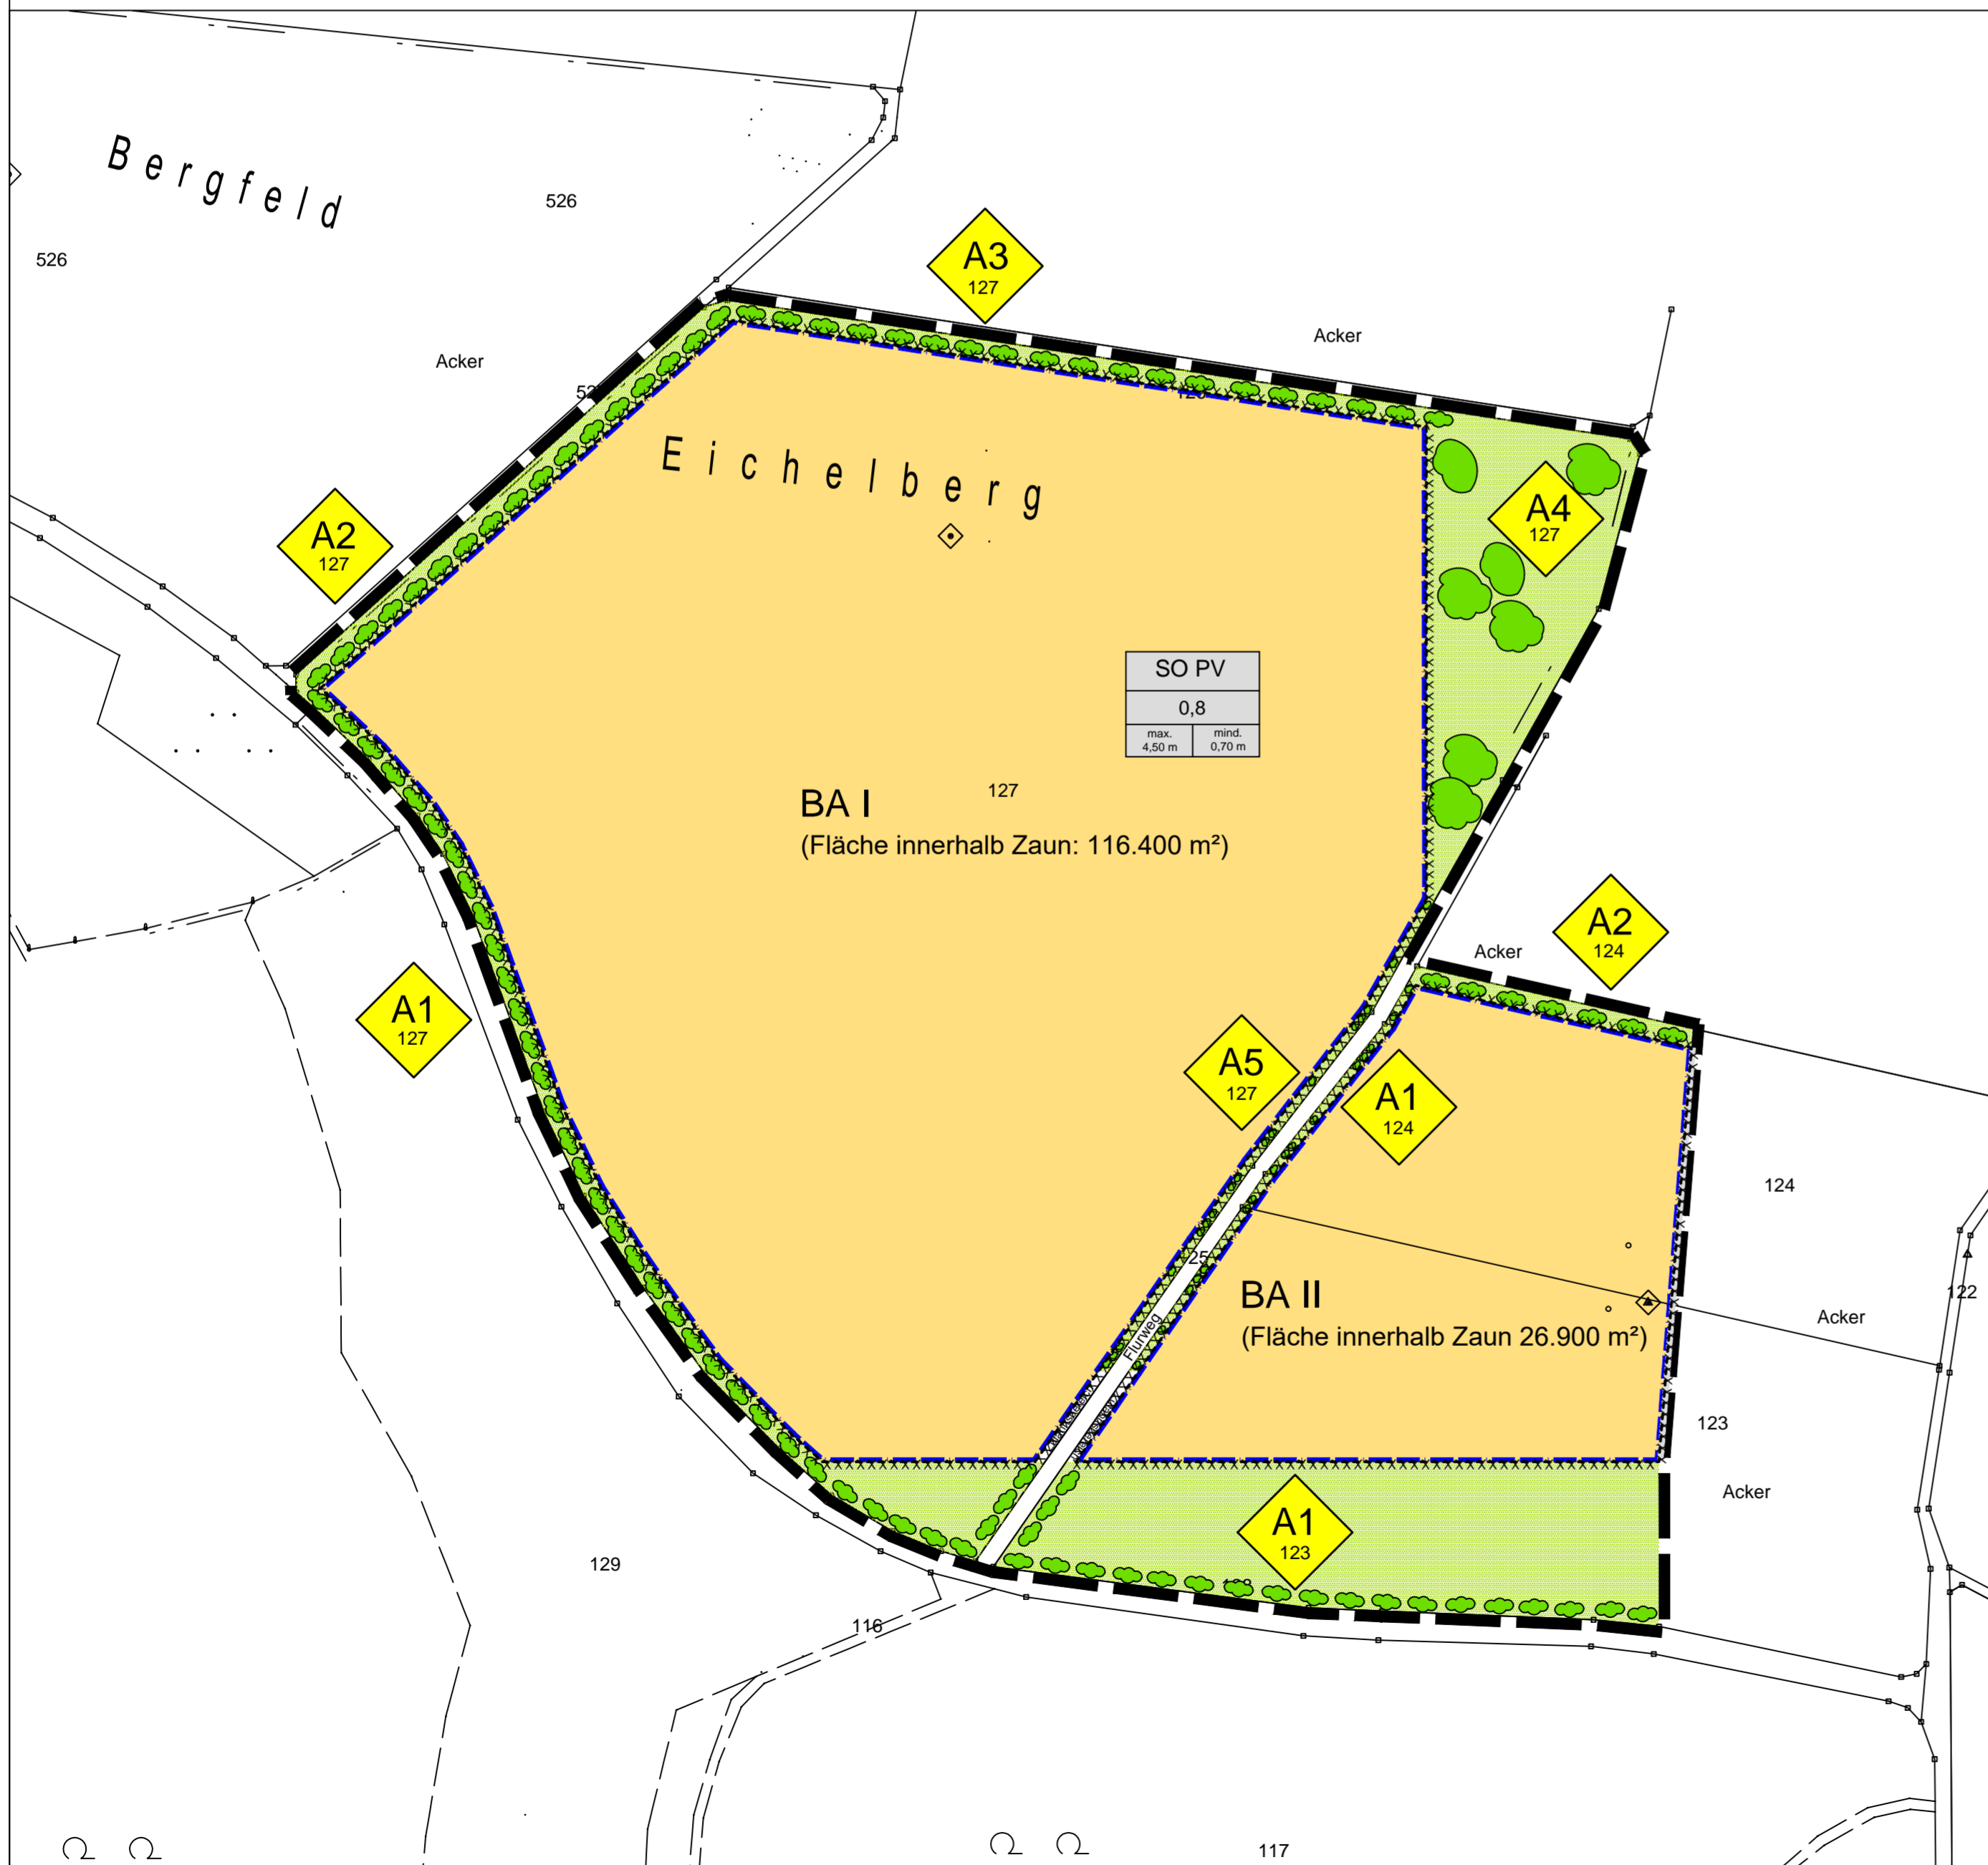 Bergfeld
526
526
A3
127
Acker
Acker
Eichelberg
A2
127
A4
127
SO PV
0,8
max.
4,50 m
mind.
0,70 m
127
BA I
(Fläche innerhalb Zaun: 116.400 m²)
A2
124
Acker
A1
127
A5
127
A1
124
124
25
BA II
(Fläche innerhalb Zaun 26.900 m²)
Flurweg
122
Acker
123
Acker
A1
123
129
116
117